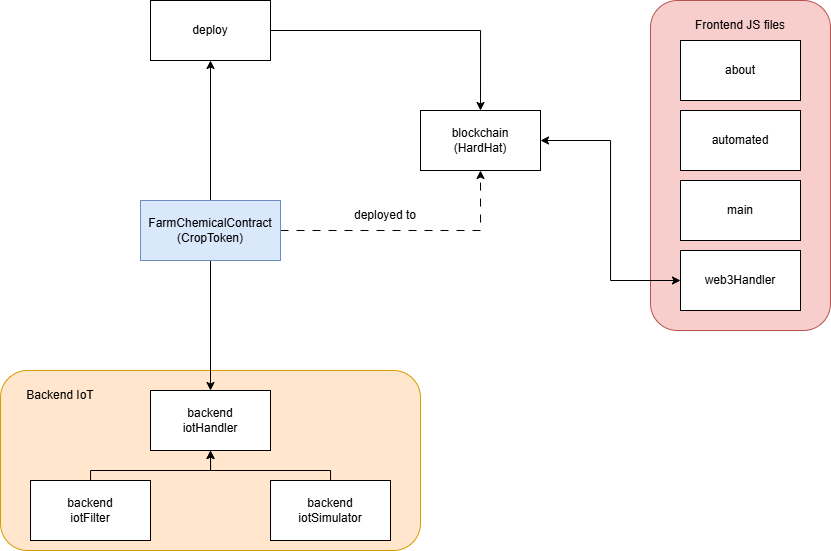 deploy
Frontend JS files
about
blockchain
(HardHat)
automated
main
FarmChemicalContract
(CropToken)
deployed to
web3Handler
Backend IoT
backend
iotHandler
backend
iotFilter
backend
iotSimulator